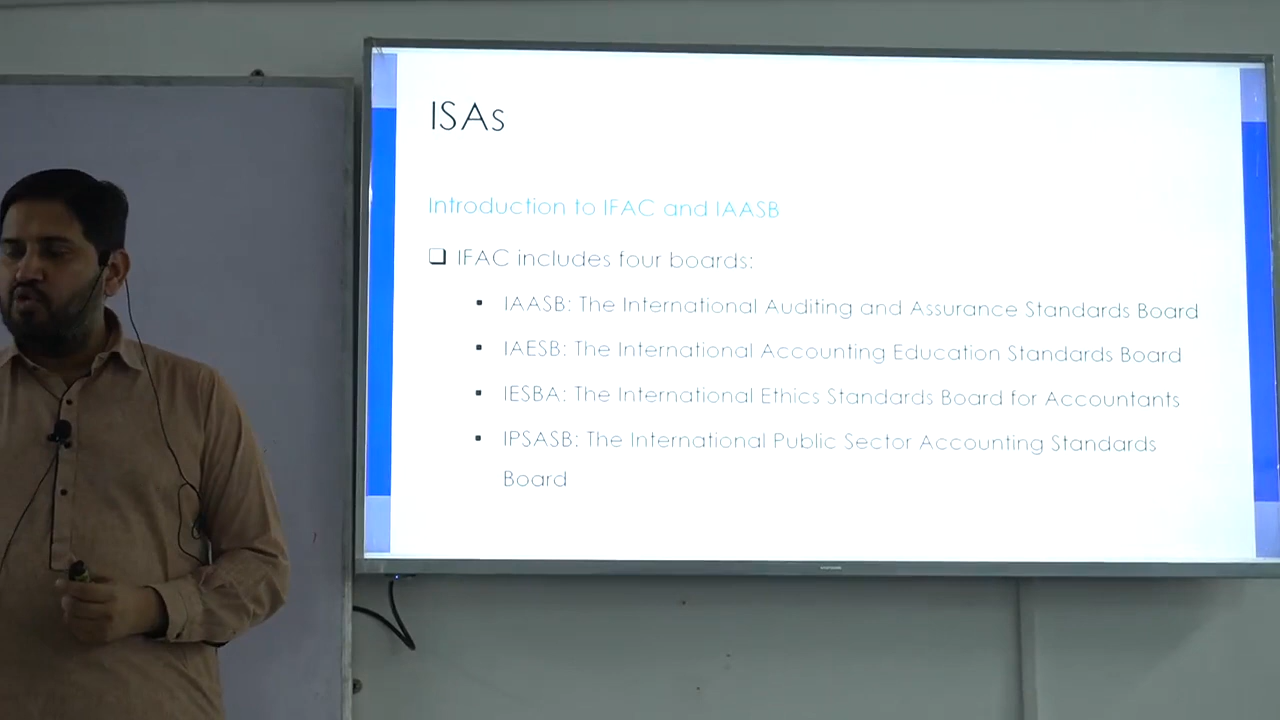 ISAs
Introduction to IFAC and IAASB
IFAC includes four boards:
IAASB: The International Auditing and Assurance Standards Board
IAESB: The International Accounting Education Standards Board
IESBA: The International Ethics Standards Board for Accountants
IPSASB: The International Public Sector Accounting Standards
Board